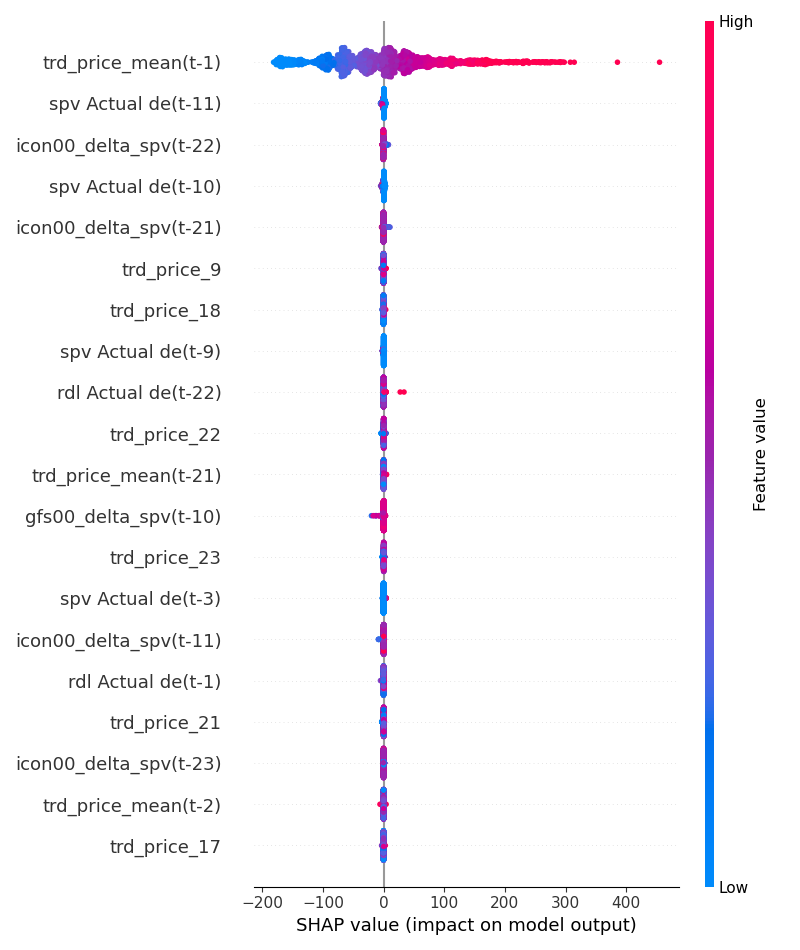 High
trd_price_mean(t-1)
spv Actual de(t-11)
icon00_delta_spv(t-22)
spv Actual de(t-10)
icon00_delta_spv(t-21)
trd_price_9
trd_price_18
spv Actual de(t-9)
rdl Actual de(t-22)
trd_price_22
trd_price_mean(t-21)
gfs00_delta_spv(t-10)
trd_price_23
spv Actual de(t-3)
icon00_delta_spv(t-11)
rdl Actual de(t-1)
trd_price_21
icon00_delta_spv(t-23)
trd_price_mean(t-2)
trd_price_17
Feature value
Low
−200 −100 0 100 200 300 400
SHAP value (impact on model output)